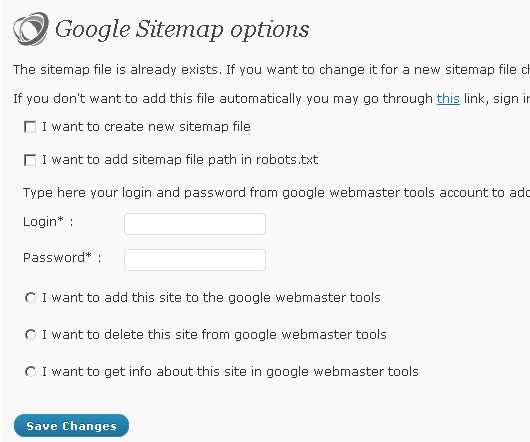 Google Sitemap options
The sitemap file is already exists. If you want to change it for a new sitemap file
If you don't want to add this file automatically you may go through this link, sign
I want to create new sitemap file
I want to add sitemap file path in robots.txt
Type here your login and password from google webmaster tools account to
Login* :
Password* :
I want to add this site to the google webmaster tools
I want to delete this site from google webmaster tools
I want to get info about this site in google webmaster tools
Save Changes